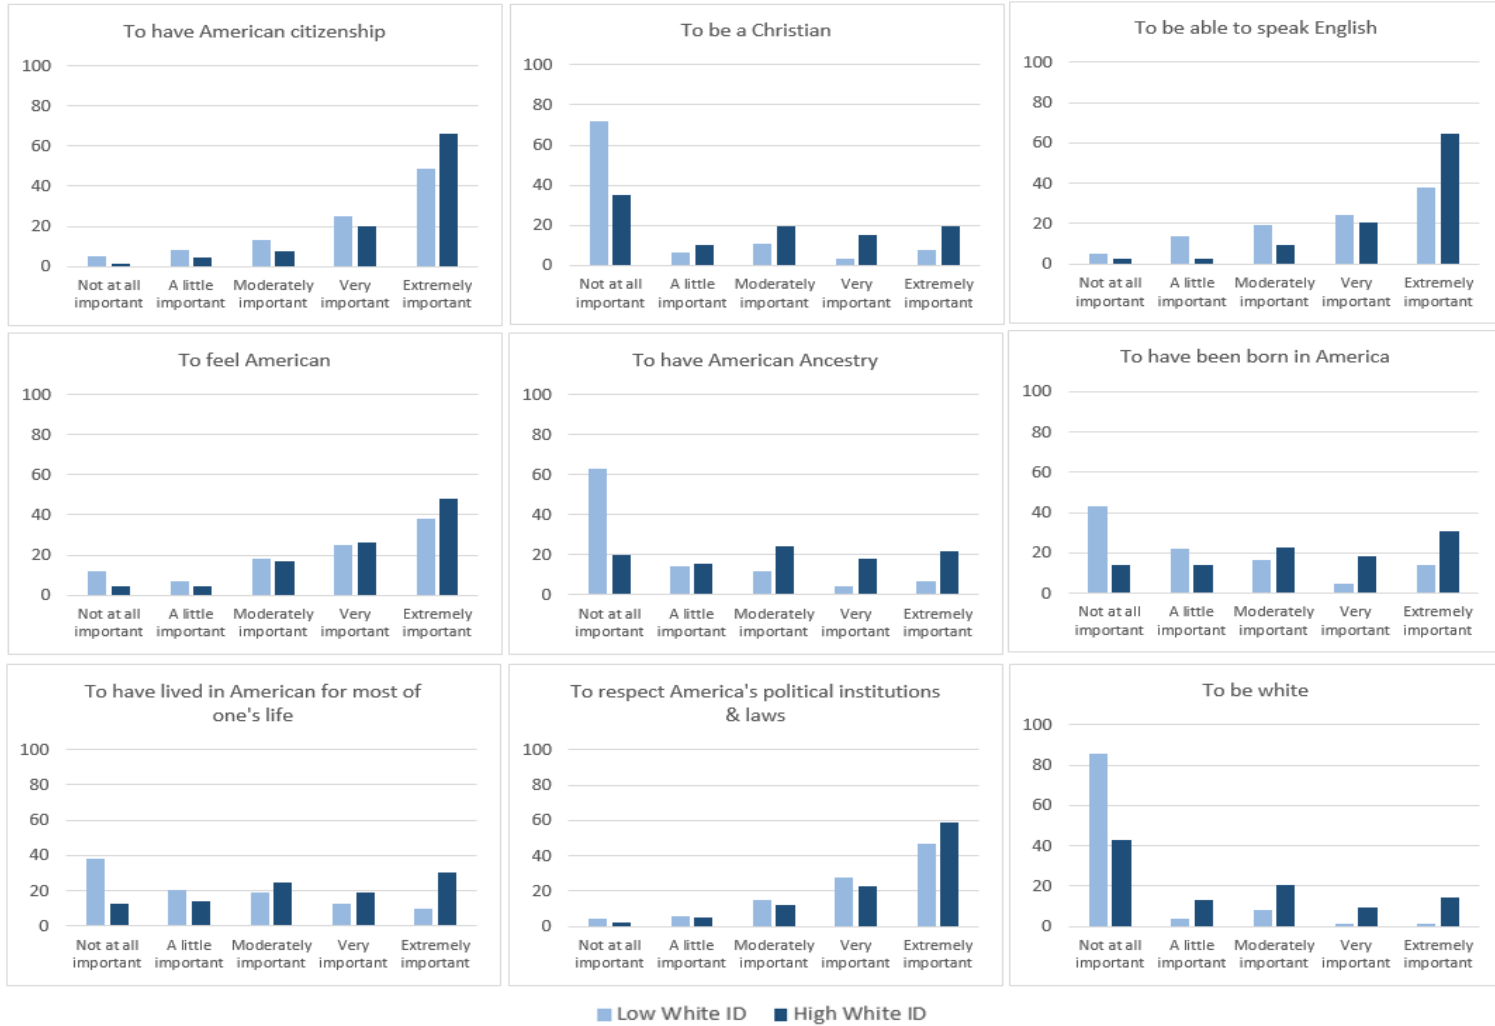 To have American citizenship
100
80
60
40
20
0
Not at all A little Moderately Very Extremely
important important important important important
To be a Christian
100
80
60
40
20
0
Not at all A little Moderately Very Extremely
important important important important important
To be able to speak English
100
80
60
40
20
0
Not at all A little Moderately Very Extremely
important important important important important
To feel American
100
80
60
40
20
0
Not at all A little Moderately Very Extremely
important important important important important
To have American Ancestry
100
80
60
40
20
0
Not at all A little Moderately Very Extremely
important important important important important
To have been born in America
100
80
60
40
20
0
Not at all A little Moderately Very Extremely
important important important important important
To have lived in American for most of
one's life
100
80
60
40
20
0
Not at all A little Moderately Very Extremely
important important important important important
To respect America's political institutions
& laws
100
80
60
40
20
0
Not at all A little Moderately Very Extremely
important important important important important
To be white
100
80
60
40
20
0
Not at all A little Moderately Very Extremely
important important important important important
Low White ID High White ID